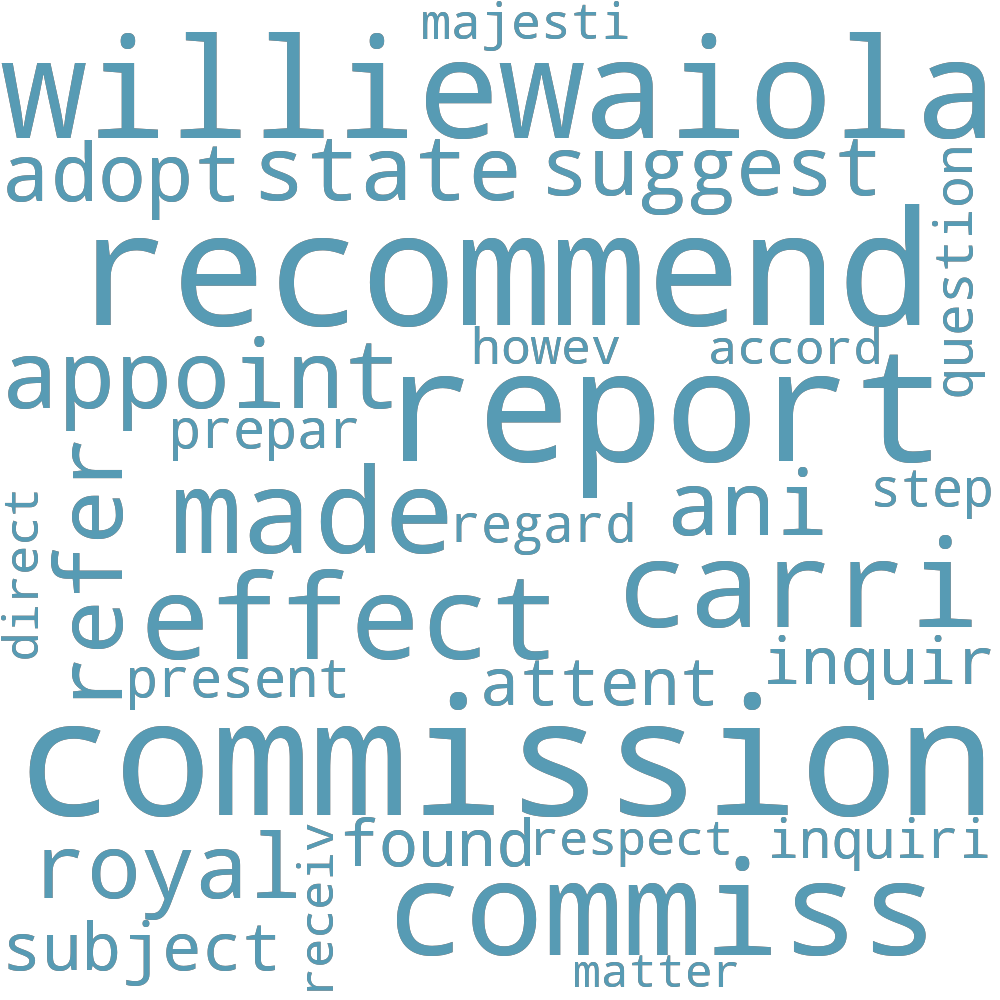 majesti
williewaiola
adopt state suggest
question
recommend
howev accord
appoint report
prepar
refer
made ani step
regard
direct
effect carri
inquir
present attent
commission
found respect inquiri
royal
receiv
commiss
subject
matter